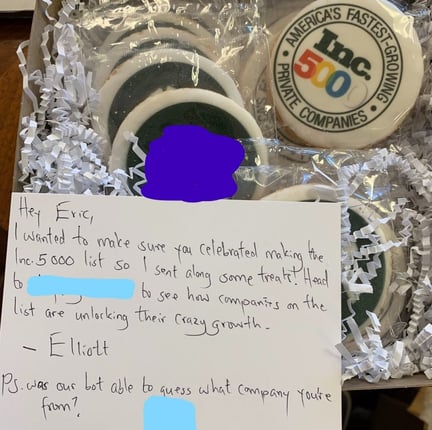 AMERICA'S FASTEST-GROWING
Inc.
5000
PRIVATE COMPANIES
Hey Eric,
I wanted to make sure you celebrated making the
Inc. 5000 list so I sent along some treats! Head
to to see how companies on the
list are unlocking their crazy growth.
- Elliott
Ps. was our bot able to guess what company you're
from?